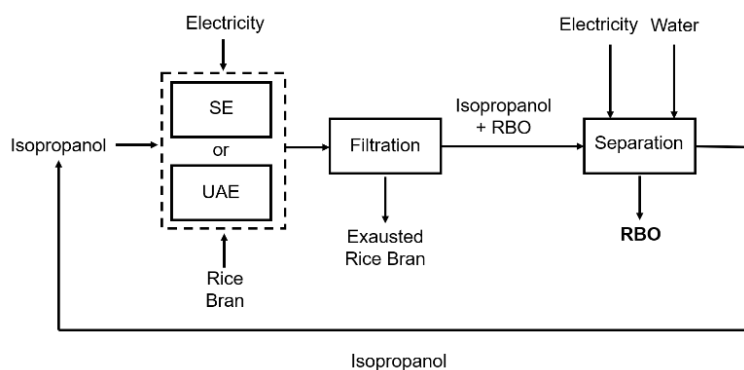 Electricity
SE
or
UAE
Isopropanol
Rice
Bran
Filtration
Exausted
Rice Bran
Isopropanol
+ RBO
Electricity
Water
Separation
RBO
Isopropanol